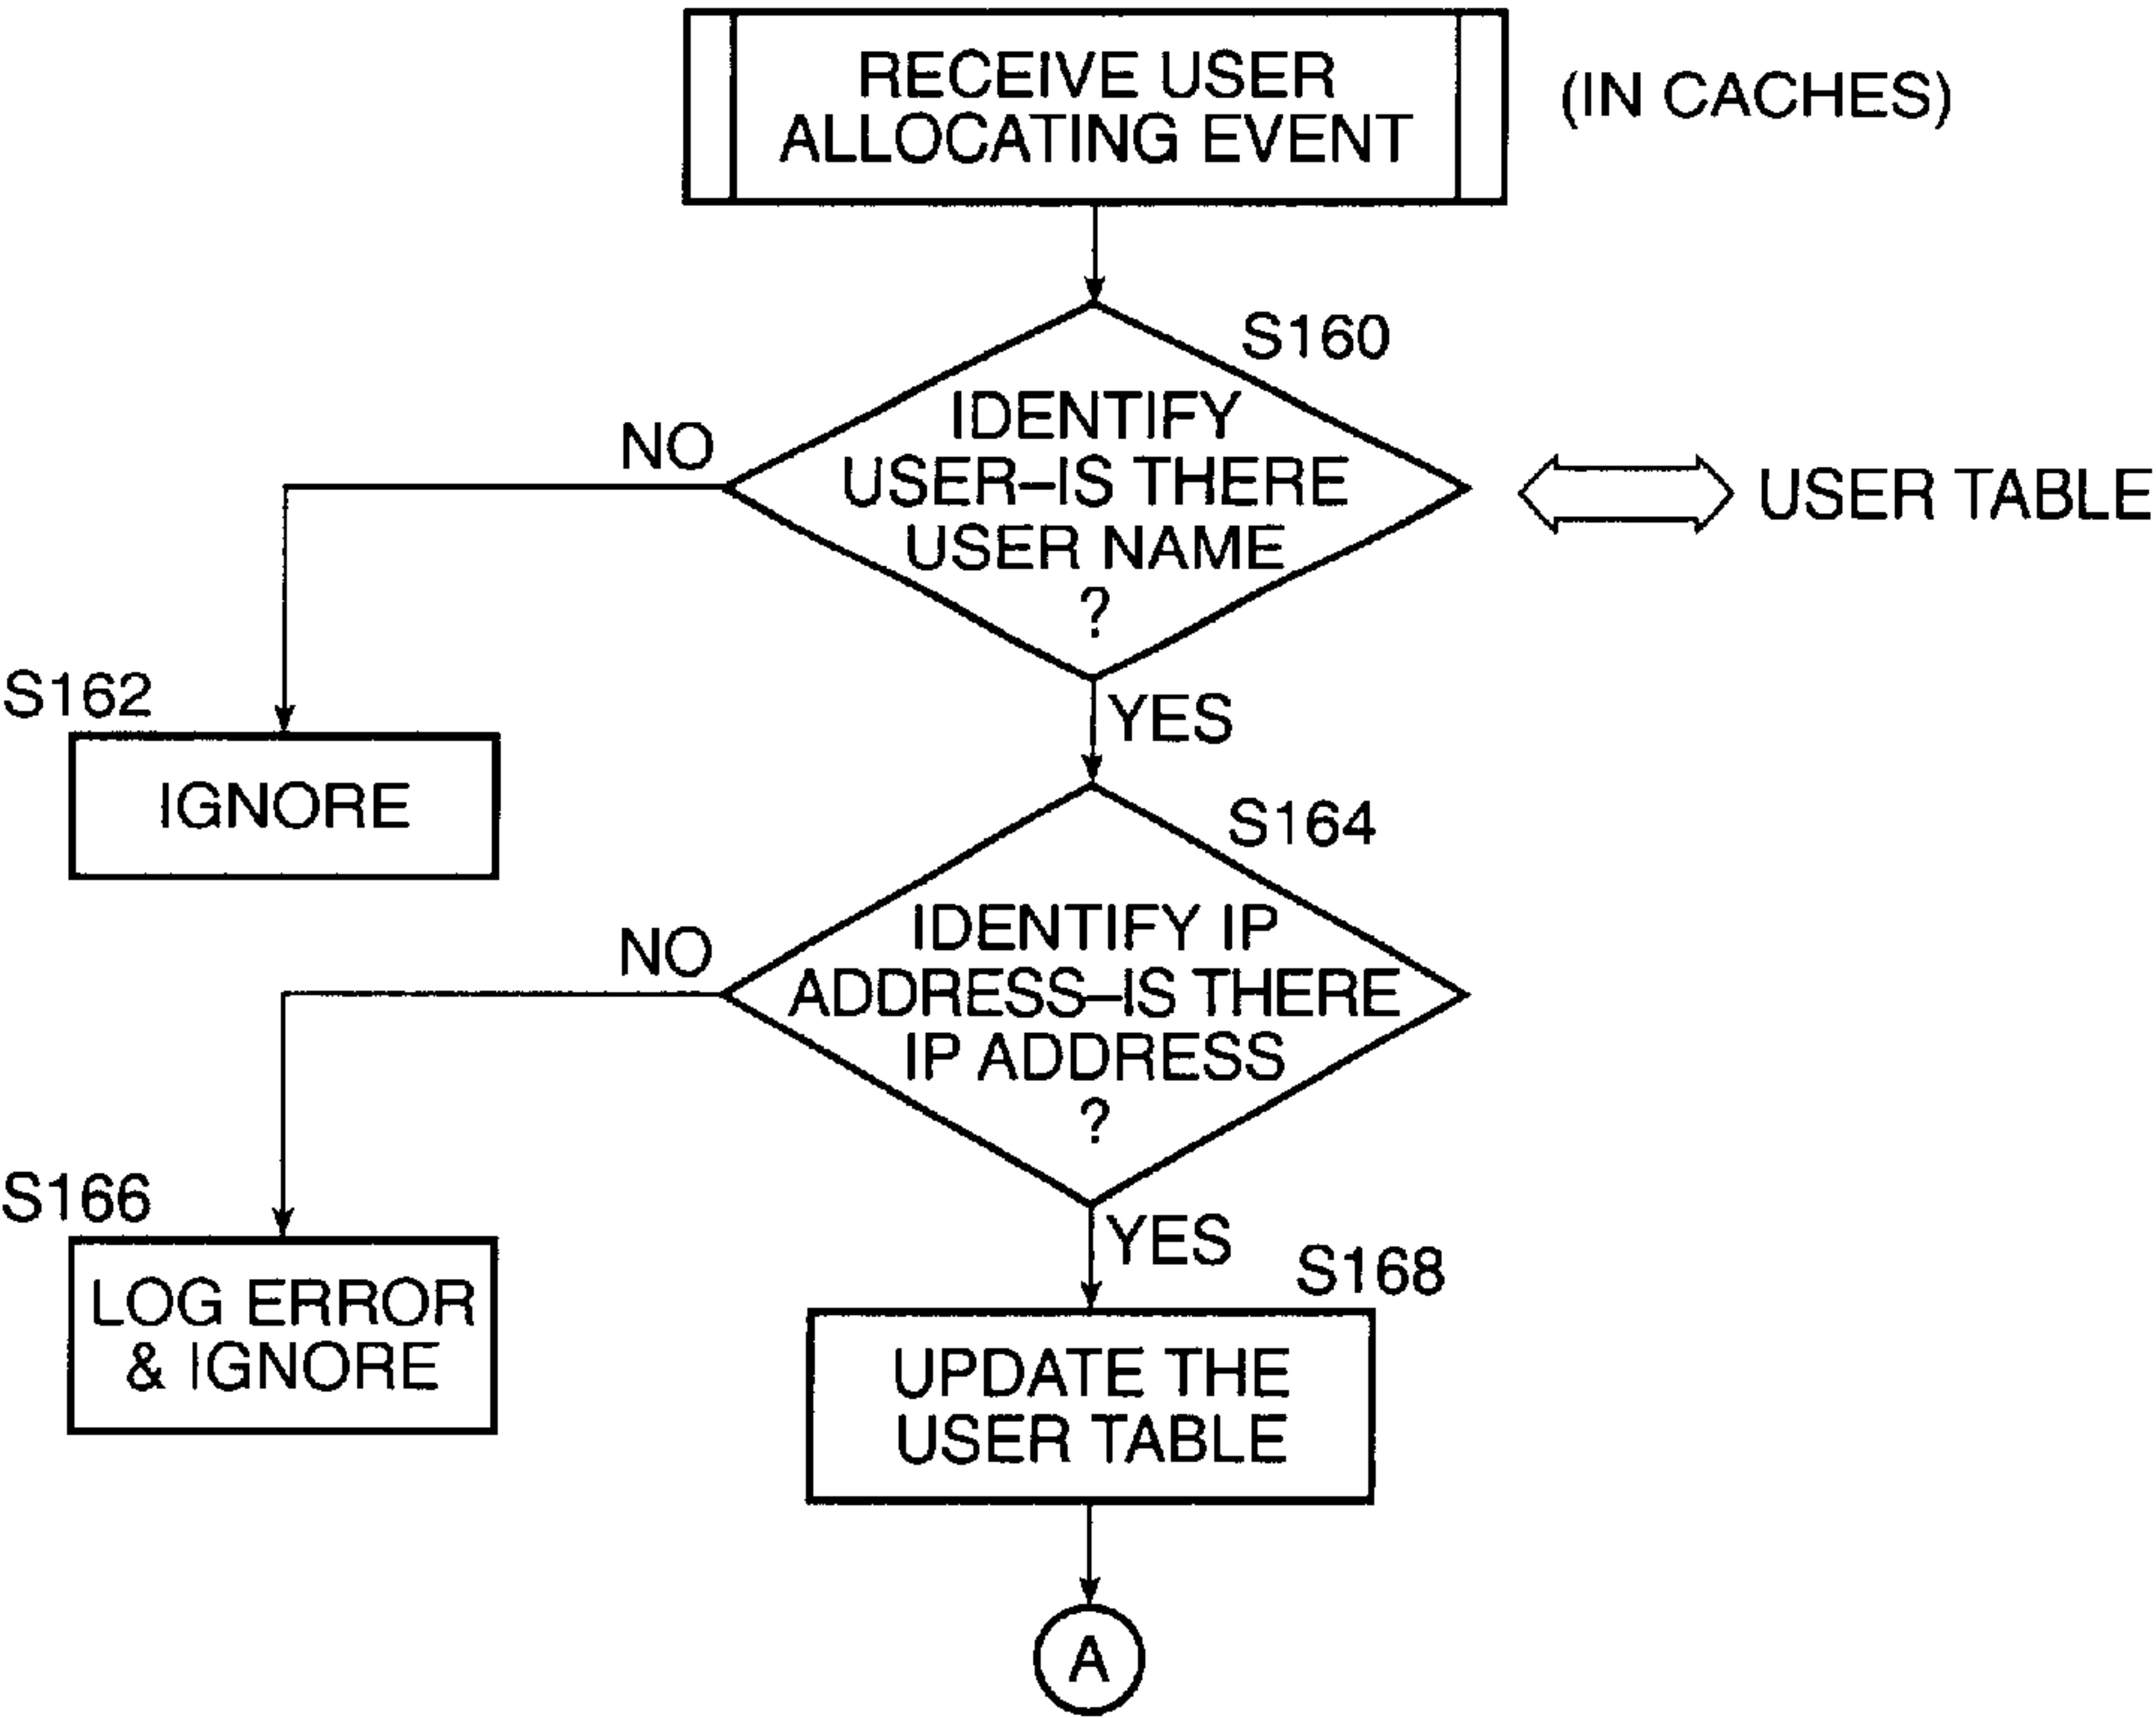 RECEIVE USER
ALLOCATING EVENT
(IN CACHES)
S160
IDENTIFY
USER–IS THERE
USER NAME
?
NO
USER TABLE
S162
IGNORE
YES
S164
IDENTIFY IP
ADDRESS–IS THERE
IP ADDRESS
?
NO
S166
LOG ERROR
& IGNORE
YES
S168
UPDATE THE
USER TABLE
A